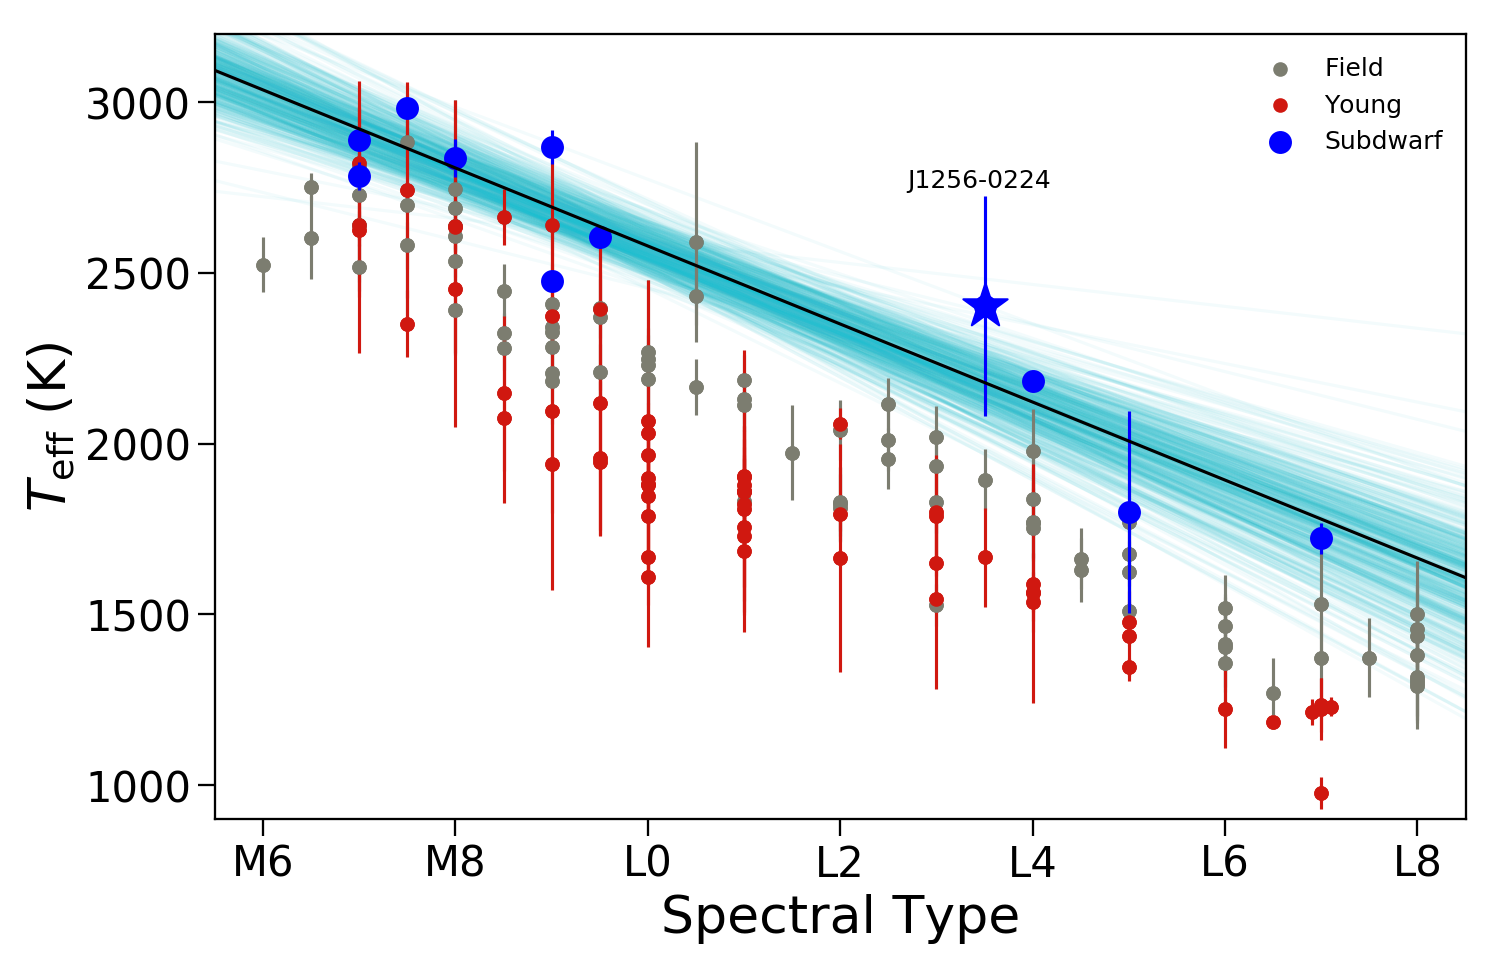 Field
Young
Subdwarf
J1256-0224
3000
2500
2000
1500
1000
Teff (K)
M6 M8 L0 L2 L4 L6 L8
Spectral Type